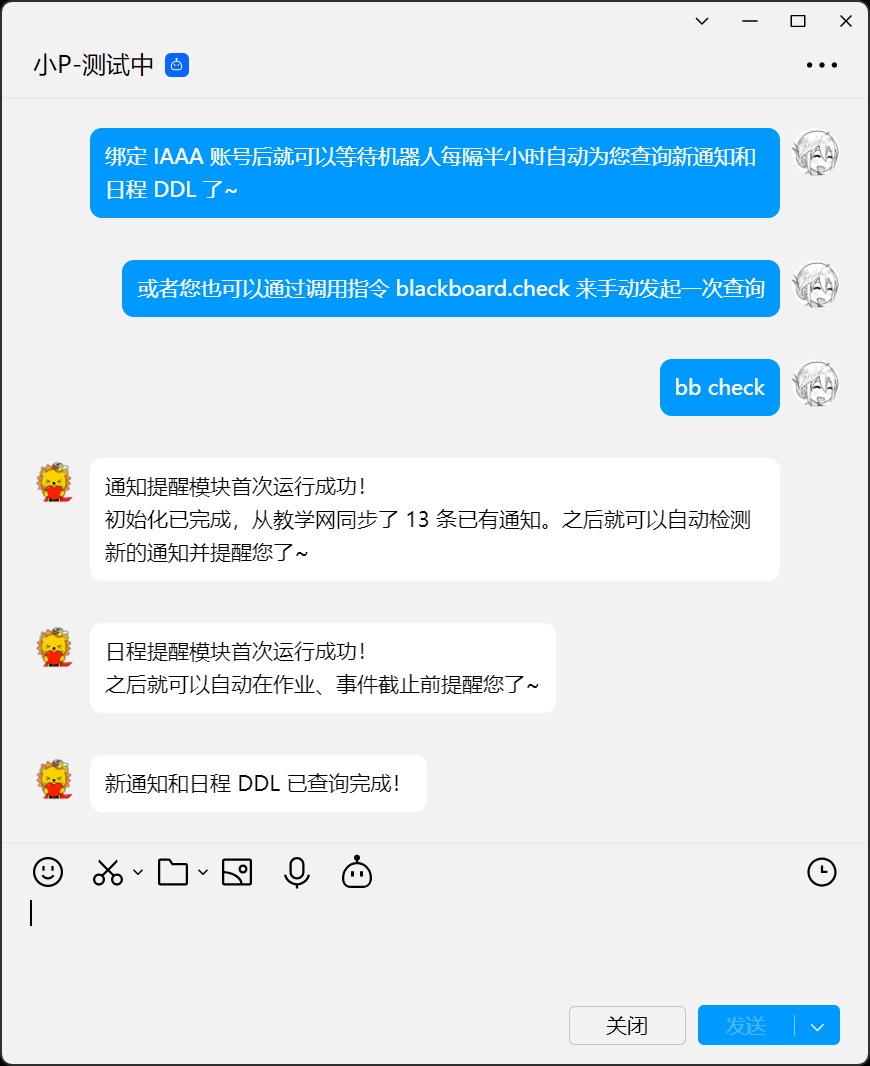 小P-测试中
绑定 IAAA 账号后就可以等待机器人每隔半小时自动为您查询新通知和
日程 DDL 了~
或者您也可以通过调用指令 blackboard.check 来手动发起一次查询
bb check
通知提醒模块首次运行成功！
初始化已完成，从教学网同步了 13 条已有通知。之后就可以自动检测
新的通知并提醒您了~
日程提醒模块首次运行成功！
之后就可以自动在作业、事件截止前提醒您了~
新通知和日程 DDL 已查询完成！
关闭
发送